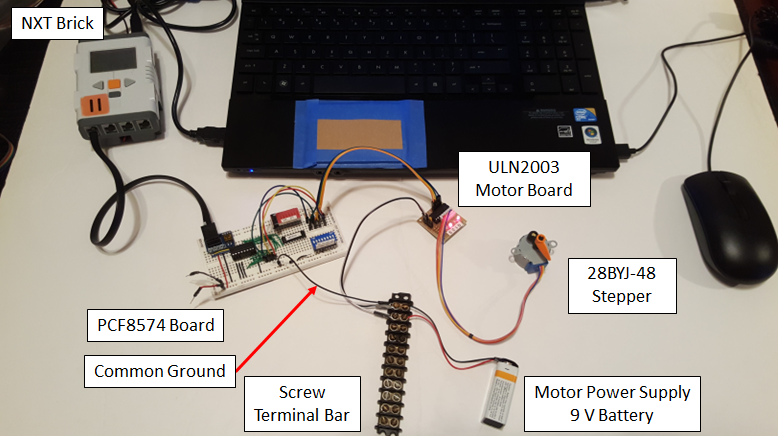 NXT Brick
ULN2003
Motor Board
28BYJ-48
Stepper
PCF8574 Board
Common Ground
Screw
Terminal Bar
Motor Power Supply
9 V Battery